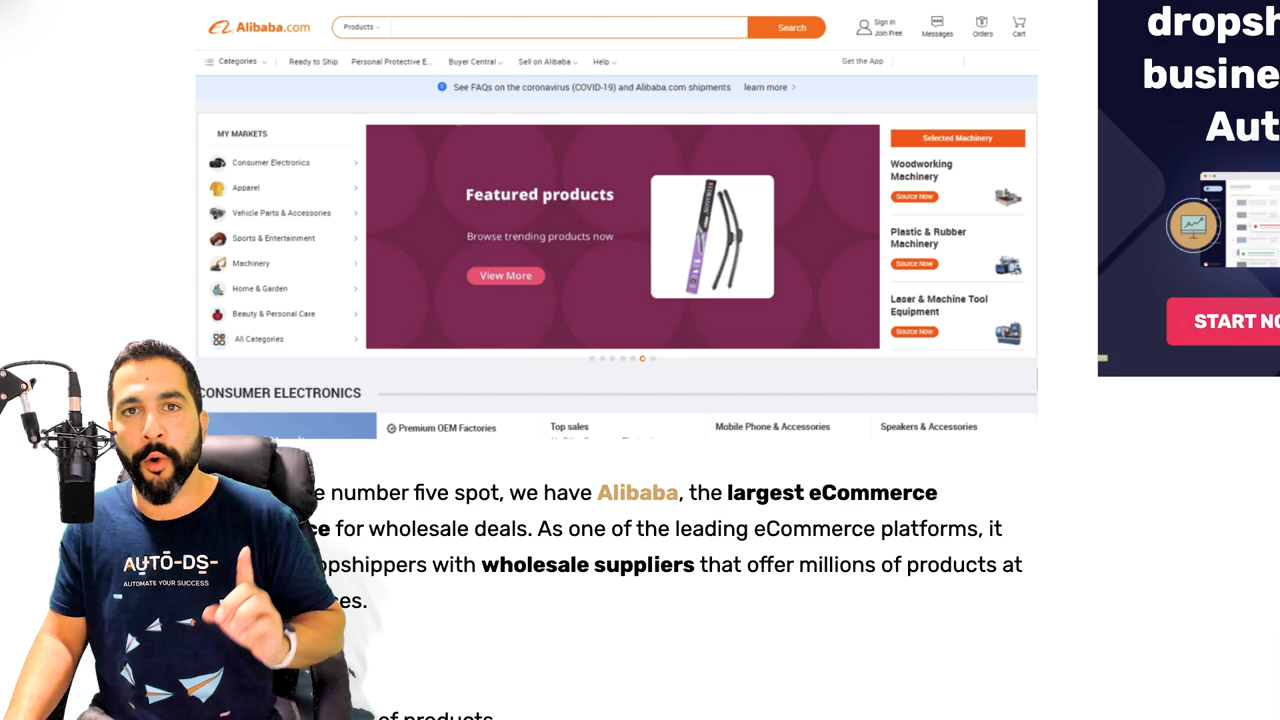 Alibaba.com
Products
Search
Sign In
Join Free
Messages
Orders
Cart
Categories
Ready to Ship
Personal Protective E...
Buyer Central
Sell on Alibaba
Help
Get the App
See FAQs on the coronavirus (COVID-19) and Alibaba.com shipments learn more
MY MARKETS
Consumer Electronics
Apparel
Vehicle Parts & Accessories
Sports & Entertainment
Machinery
Home & Garden
Beauty & Personal Care
All Categories
Featured products
Browse trending products now
View More
Selected Machinery
Woodworking
Machinery
Source Now
Plastic & Rubber
Machinery
Source Now
Laser & Machine Tool
Equipment
Source Now
CONSUMER ELECTRONICS
Premium OEM Factories
Top sales
Mobile Phone & Accessories
Speakers & Accessories
dropsh
busine
Aut
START NO
e number five spot, we have Alibaba, the largest eCommerce
ce for wholesale deals. As one of the leading eCommerce platforms, it
opshippers with wholesale suppliers that offer millions of products at
ces.
of products
AUTO-DS-
AUTOMATE YOUR SUCCESS